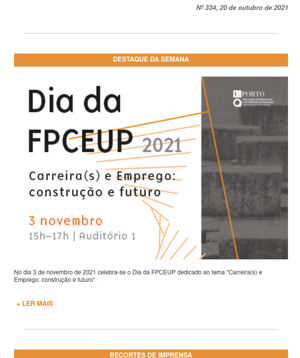 Nº 334, 20 de outubro de 2021
DESTAQUE DA SEMANA
Dia da
FPCEUP 2021
Carreira(s) e Emprego:
construção e futuro
3 novembro
15h–17h | Auditório 1
U.PORTO
No dia 3 de novembro de 2021 celebra-se o Dia da FPCEUP dedicado ao tema "Carreira(s) e
Emprego: construção e futuro".
+ LER MAIS
RECORTES DE IMPRENSA